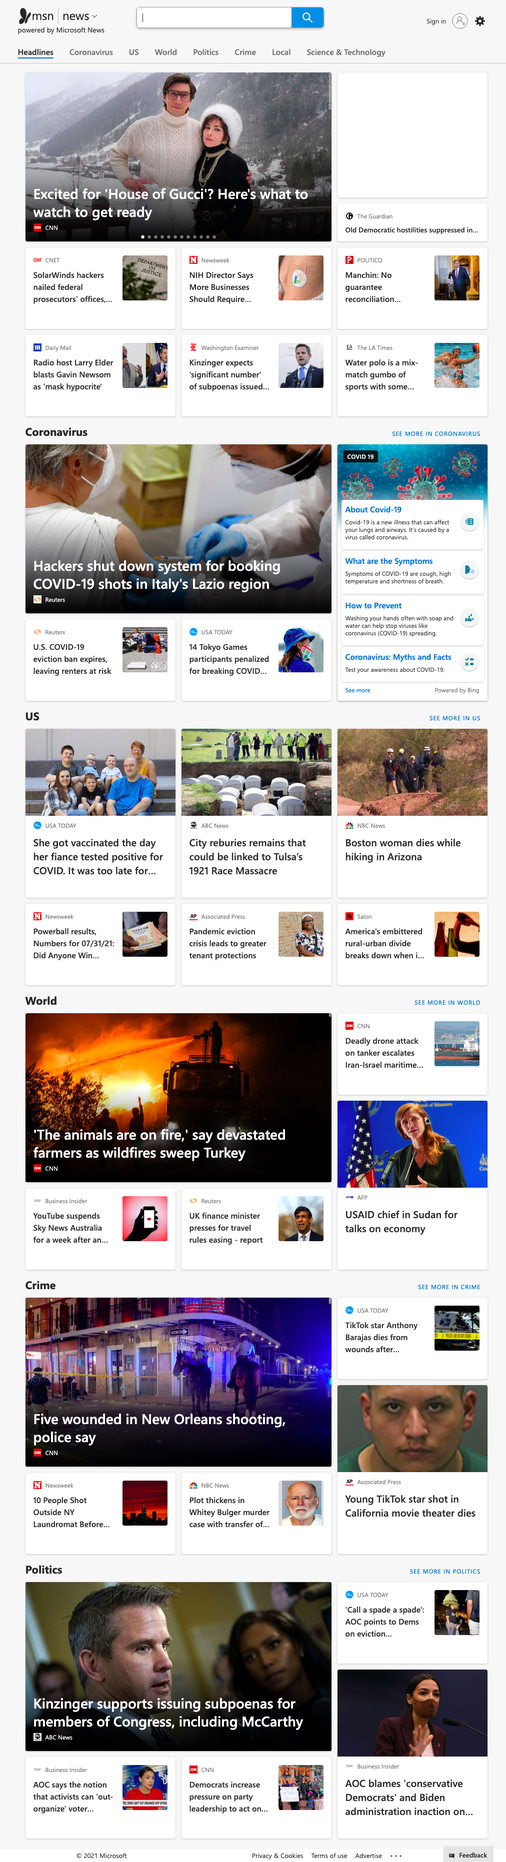 msn | news
powered by Microsoft News
Sign in
Headlines Coronavirus US World Politics Crime Local Science & Technology
Excited for 'House of Gucci'? Here's what to
watch to get ready
CNN
The Guardian
Old Democratic hostilities suppressed in...
CNET
SolarWinds hackers
nailed federal
prosecutors' offices,...
DEPARTMENT
OF
JUSTICE
Newsweek
NIH Director Says
More Businesses
Should Require...
POLITICO
Manchin: No
guarantee
reconciliation...
Daily Mail
Radio host Larry Elder
blasts Gavin Newsom
as 'mask hypocrite'
Washington Examiner
Kinzinger expects
'significant number'
of subpoenas issued...
The LA Times
Water polo is a mix-
match gumbo of
sports with some...
Coronavirus
SEE MORE IN CORONAVIRUS
Hackers shut down system for booking
COVID-19 shots in Italy's Lazio region
Reuters
COVID 19
About Covid-19
Covid-19 is a new illness that can affect
your lungs and airways. It's caused by a
virus called coronavirus.
What are the Symptoms
Symptoms of COVID-19 are cough, high
temperature and shortness of breath.
How to Prevent
Washing your hands often with soap and
water can help stop viruses like
coronavirus (COVID-19) spreading.
Coronavirus: Myths and Facts
Test your awareness about COVID-19.
See more
Powered by Bing
Reuters
U.S. COVID-19
eviction ban expires,
leaving renters at risk
USA TODAY
14 Tokyo Games
participants penalized
for breaking COVID...
US
SEE MORE IN US
USA TODAY
She got vaccinated the day
her fiance tested positive for
COVID. It was too late for...
ABC News
City reburies remains that
could be linked to Tulsa's
1921 Race Massacre
NBC News
Boston woman dies while
hiking in Arizona
Newsweek
Powerball results,
Numbers for 07/31/21:
Did Anyone Win...
Associated Press
Pandemic eviction
crisis leads to greater
tenant protections
Salon
America's embittered
rural-urban divide
breaks down when i...
World
SEE MORE IN WORLD
'The animals are on fire,' say devastated
farmers as wildfires sweep Turkey
CNN
CNN
Deadly drone attack
on tanker escalates
Iran-Israel maritime...
AFP
USAID chief in Sudan for
talks on economy
Business Insider
YouTube suspends
Sky News Australia
for a week after an...
Reuters
UK finance minister
presses for travel
rules easing - report
Crime
SEE MORE IN CRIME
Five wounded in New Orleans shooting,
police say
CNN
USA TODAY
TikTok star Anthony
Barajas dies from
wounds after...
Associated Press
Young TikTok star shot in
California movie theater dies
Newsweek
10 People Shot
Outside NY
Laundromat Before...
NBC News
Plot thickens in
Whitey Bulger murder
case with transfer of...
Politics
SEE MORE IN POLITICS
Kinzinger supports issuing subpoenas for
members of Congress, including McCarthy
ABC News
USA TODAY
'Call a spade a spade':
AOC points to Dems
on eviction...
Business Insider
AOC blames 'conservative
Democrats' and Biden
administration inaction on...
Business Insider
AOC says the notion
that activists can 'out-
organize' voter...
CNN
Democrats increase
pressure on party
leadership to act on...
© 2021 Microsoft
Privacy & Cookies Terms of use Advertise
Feedback